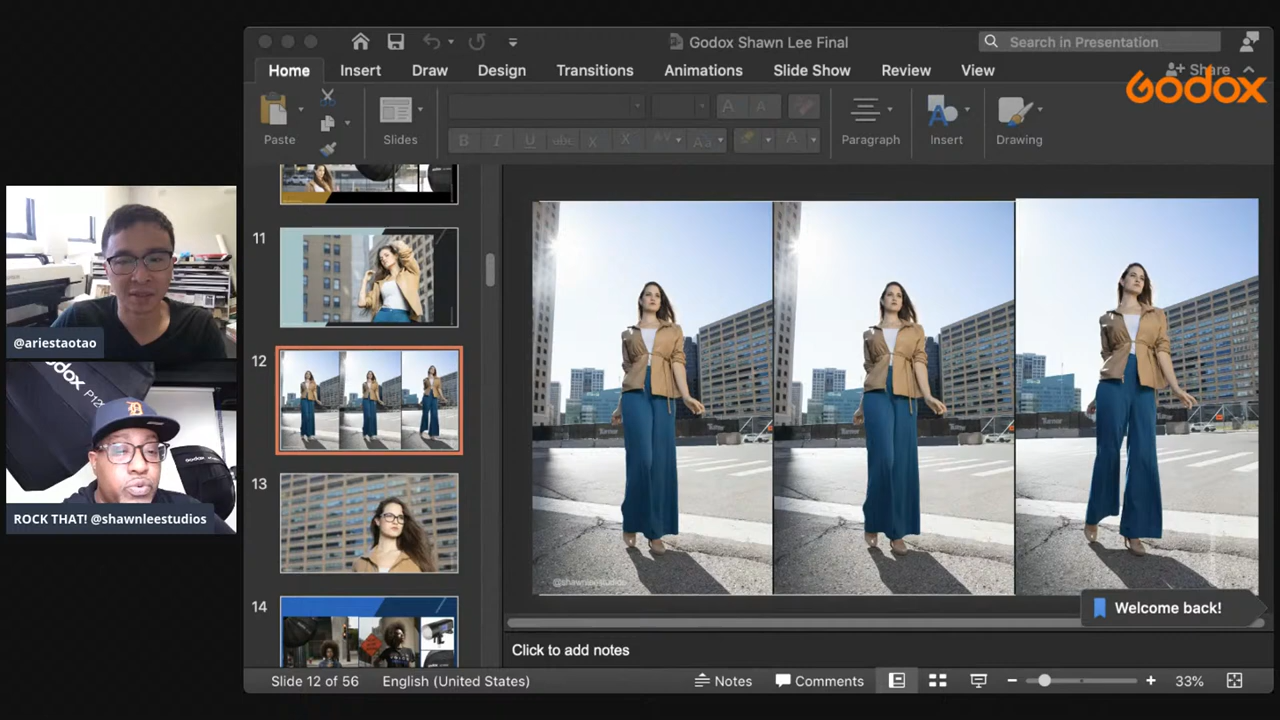 Godox Shawn Lee Final
Search in Presentation
Home Insert Draw Design Transitions Animations Slide Show Review View
Share
Godox
Paste Slides Paragraph Insert Drawing
11
12
13
14
@ariestaotao
Godox
P120
ROCK THAT! @shawnleestudios
@shawnleestudios
Welcome back!
Click to add notes
Slide 12 of 56 English (United States) Notes Comments 33%